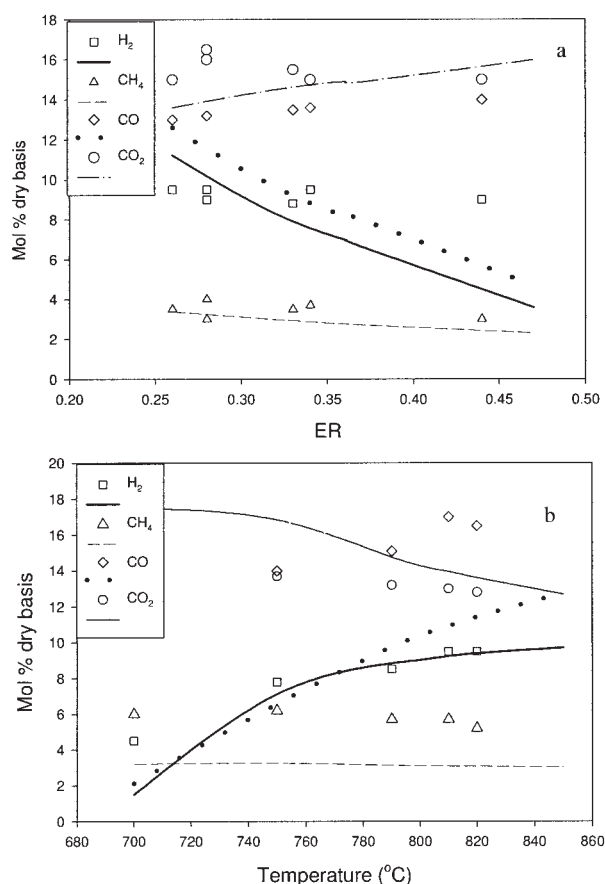 a
H₂
CH₄
CO
CO₂
18
16
14
12
10
8
6
4
2
0
Mol % dry basis
0.20 0.25 0.30 0.35 0.40 0.45 0.50
ER
b
H₂
CH₄
CO
CO₂
20
18
16
14
12
10
8
6
4
2
0
Mol % dry basis
680 700 720 740 760 780 800 820 840 860
Temperature (°C)